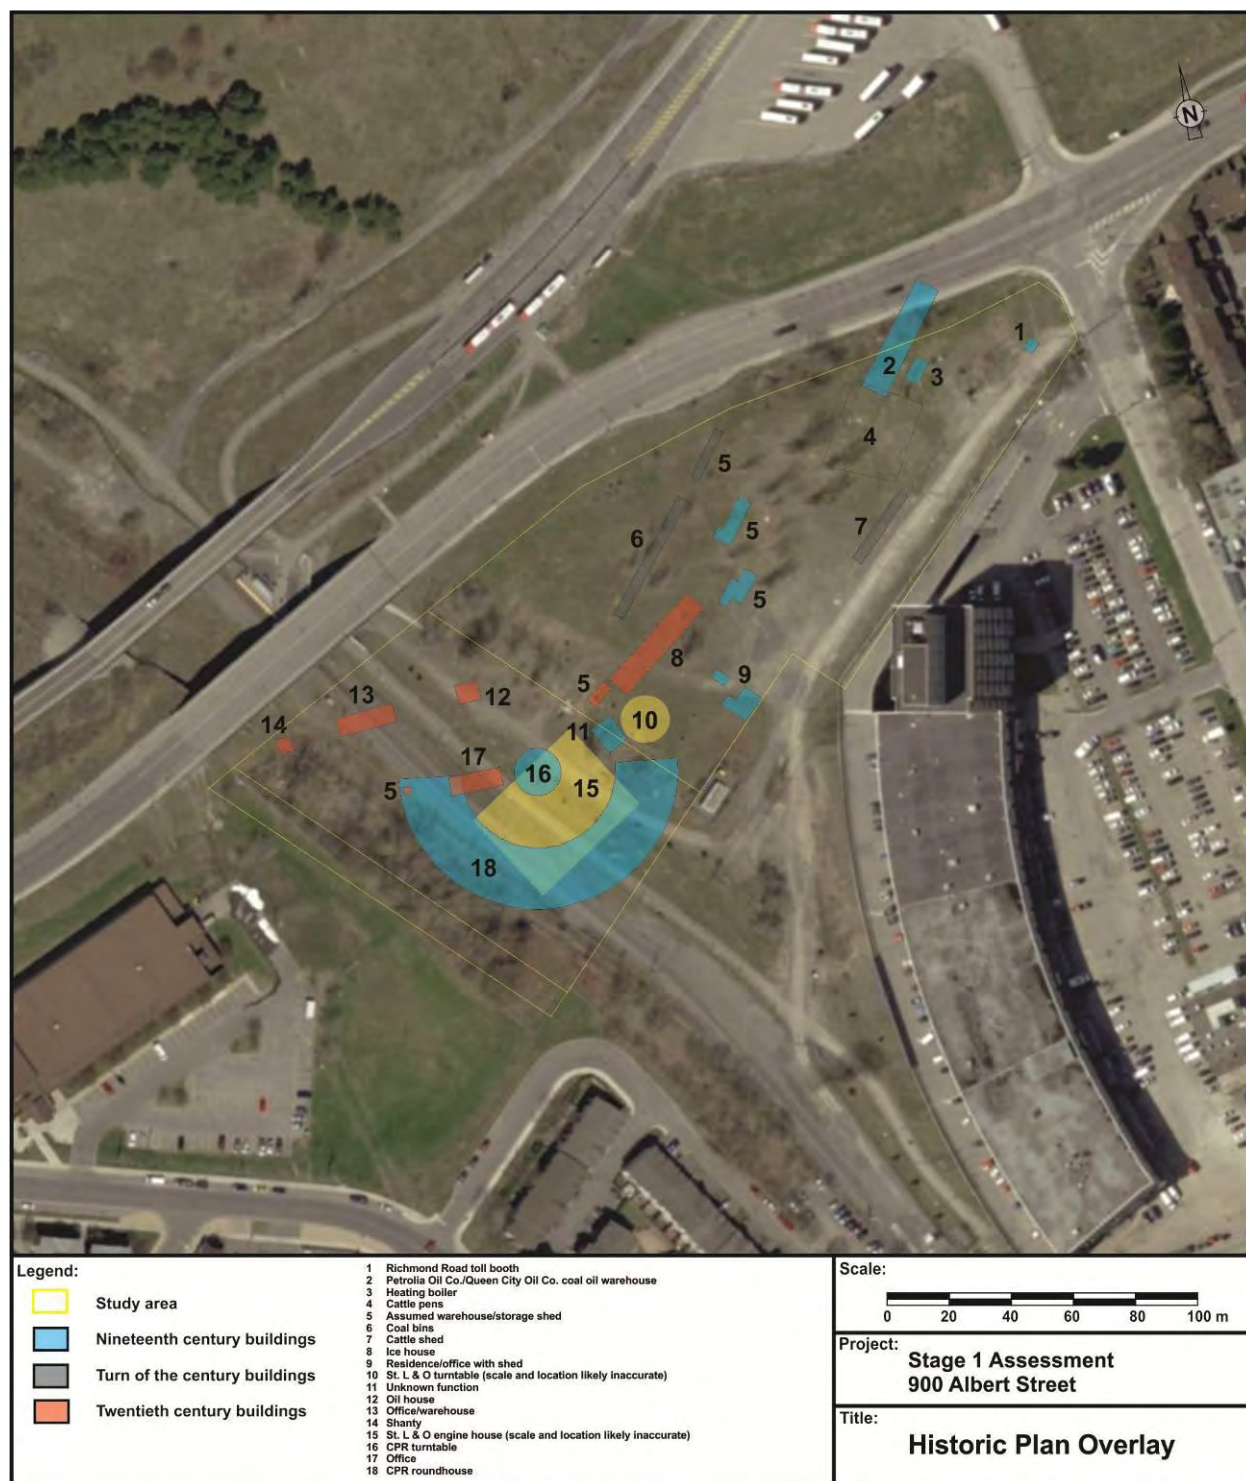 N
1
2
3
4
5
5
6
7
5
8
9
5
10
12
13
14
11
17
16
15
5
18
Legend:
Study area
Nineteenth century buildings
Turn of the century buildings
Twentieth century buildings
1 Richmond Road toll booth
2 Petrolia Oil Co./Queen City Oil Co. coal oil warehouse
3 Heating boiler
4 Cattle pens
5 Assumed warehouse/storage shed
6 Coal bins
7 Cattle shed
8 Ice house
9 Residence/office with shed
10 St. L & O turntable (scale and location likely inaccurate)
11 Unknown function
12 Oil house
13 Office/warehouse
14 Shanty
15 St. L & O engine house (scale and location likely inaccurate)
16 CPR turntable
17 Office
18 CPR roundhouse
Scale:
0 20 40 60 80 100 m
Project:
Stage 1 Assessment
900 Albert Street
Title:
Historic Plan Overlay